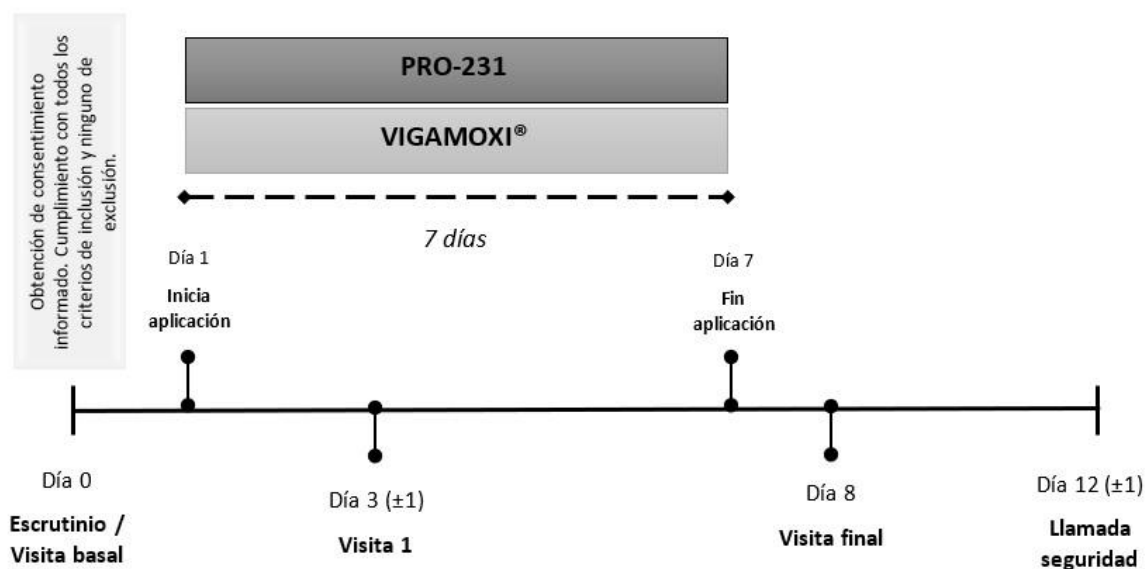 Obtención de consentimiento
informado. Cumplimiento con todos los
criterios de inclusión y ninguno de
exclusión.
PRO-231
VIGAMOXI®
7 días
Día 1
Inicia
aplicación
Día 7
Fin
aplicación
Día 0
Escrutinio /
Visita basal
Día 3 (±1)
Visita 1
Día 8
Visita final
Día 12 (±1)
Llamada
seguridad